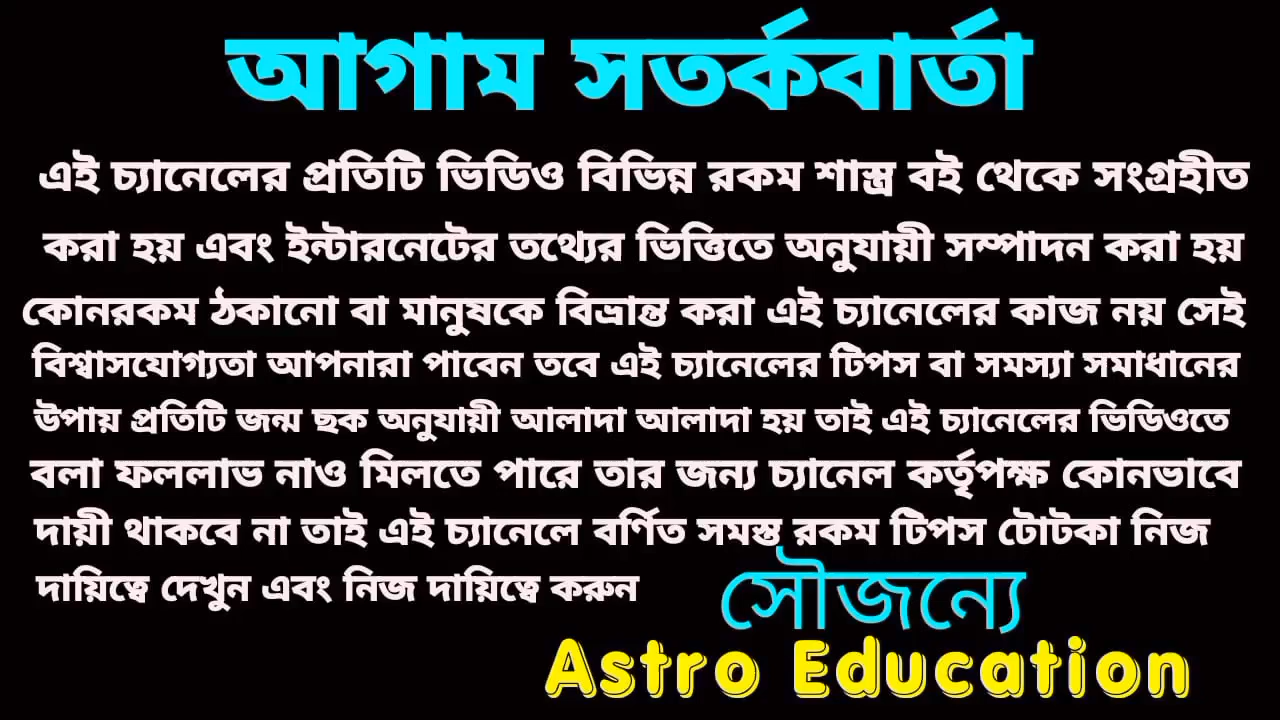 আগাম সতর্কবার্তা
এই চ্যানেলের প্রতিটি ভিডিও বিভিন্ন রকম শাস্ত্র বই থেকে সংগ্রহীত
করা হয় এবং ইন্টারনেটের তথ্যের ভিত্তিতে অনুযায়ী সম্পাদন করা হয়
কোনরকম ঠকানো বা মানুষকে বিভ্রান্ত করা এই চ্যানেলের কাজ নয় সেই
বিশ্বাসযোগ্যতা আপনারা পাবেন তবে এই চ্যানেলের টিপস বা সমস্যা সমাধানের
উপায় প্রতিটি জন্ম ছক অনুযায়ী আলাদা আলাদা হয় তাই এই চ্যানেলের ভিডিওতে
বলা ফললাভ নাও মিলতে পারে তার জন্য চ্যানেল কর্তৃপক্ষ কোনভাবে
দায়ী থাকবে না তাই এই চ্যানেলে বর্ণিত সমস্ত রকম টিপস টোটকা নিজ
দায়িত্বে দেখুন এবং নিজ দায়িত্বে করুন
সৌজন্যে
Astro Education